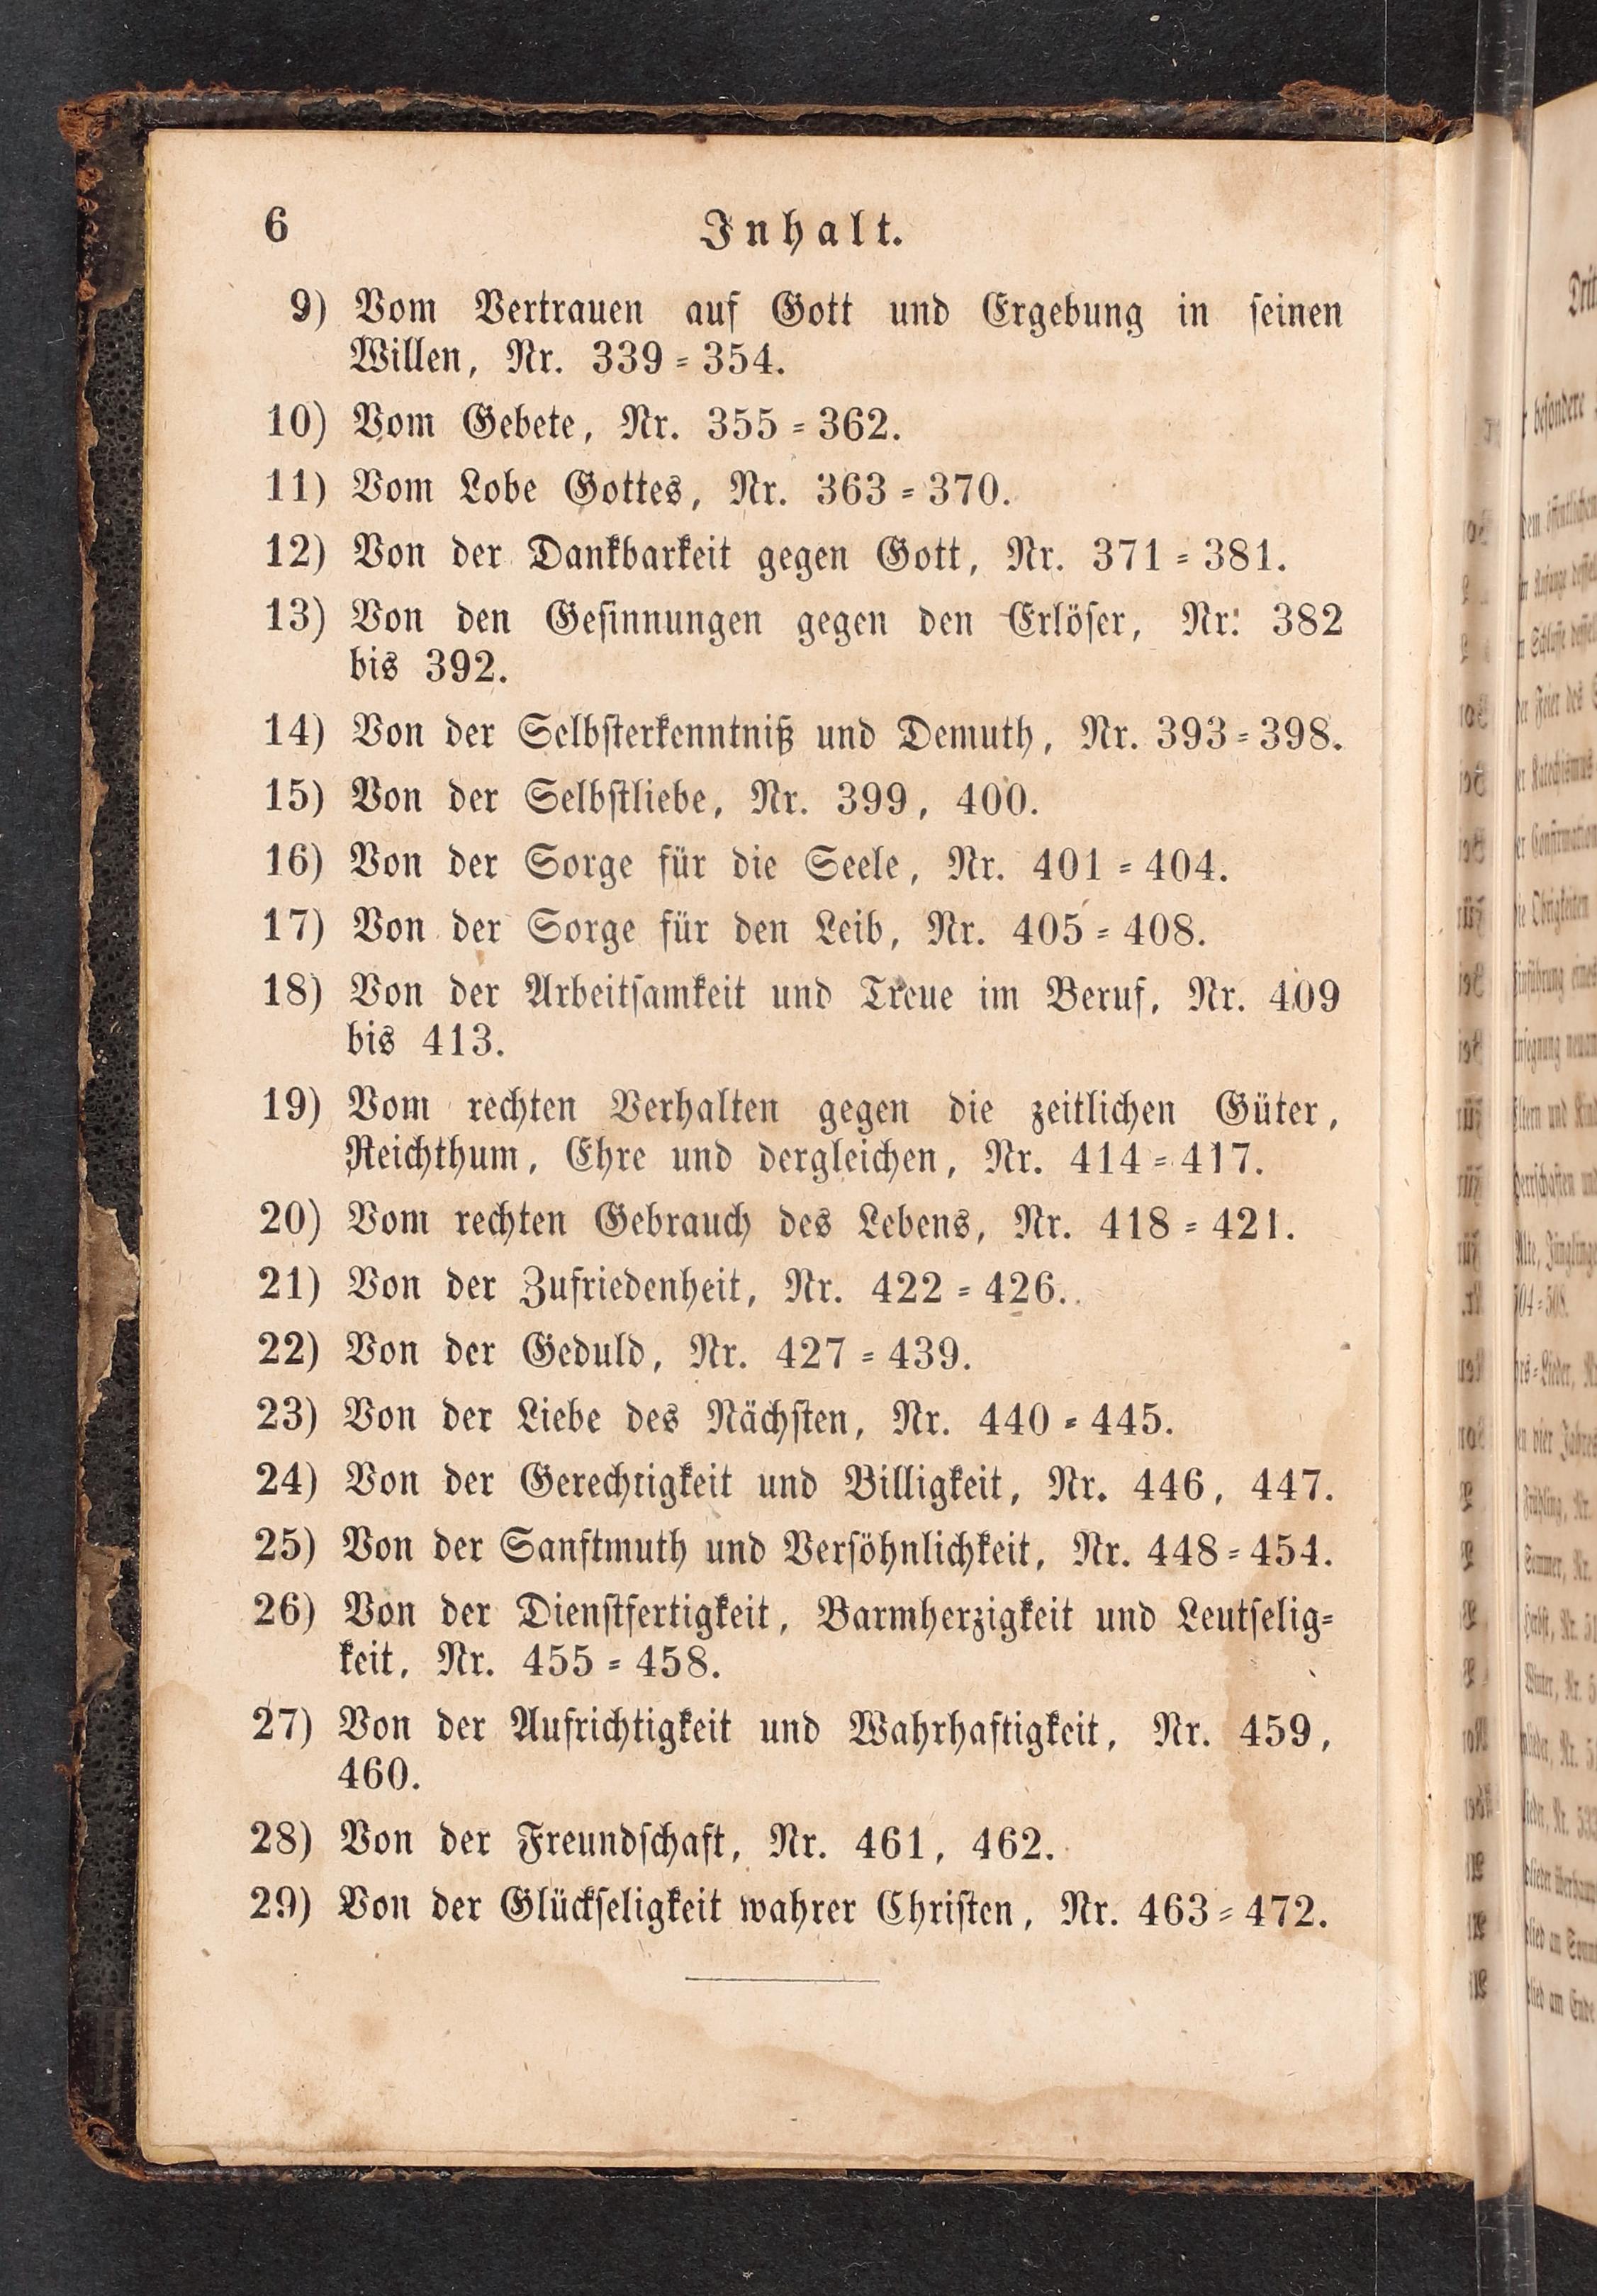 6
Inhalt.
9) Vom Vertrauen auf Gott und Ergebung in seinen
Willen, Nr. 339-354.
10) Vom Gebete, Nr. 355-362.
11) Vom Lobe Gottes, Nr. 363-370.
12) Von der Dankbarkeit gegen Gott, Nr. 371-381.
13) Von den Gesinnungen gegen den Erlöser, Nr. 382
bis 392.
14) Von der Selbsterkenntniß und Demuth, Nr. 393-398.
15) Von der Selbstliebe, Nr. 399, 400.
16) Von der Sorge für die Seele, Nr. 401-404.
17) Von der Sorge für den Leib, Nr. 405-408.
18) Von der Arbeitsamkeit und Treue im Beruf, Nr. 409
bis 413.
19) Vom rechten Verhalten gegen die zeitlichen Güter,
Reichthum, Ehre und dergleichen, Nr. 414-417.
20) Vom rechten Gebrauch des Lebens, Nr. 418-421.
21) Von der Zufriedenheit, Nr. 422-426.
22) Von der Geduld, Nr. 427-439.
23) Von der Liebe des Nächsten, Nr. 440-445.
24) Von der Gerechtigkeit und Billigkeit, Nr. 446, 447.
25) Von der Sanftmuth und Versöhnlichkeit, Nr. 448-454.
26) Von der Dienstfertigkeit, Barmherzigkeit und Leutselig-
keit, Nr. 455-458.
27) Von der Aufrichtigkeit und Wahrhaftigkeit, Nr. 459,
460.
28) Von der Freundschaft, Nr. 461, 462.
29) Von der Glückseligkeit wahrer Christen, Nr. 463-472.